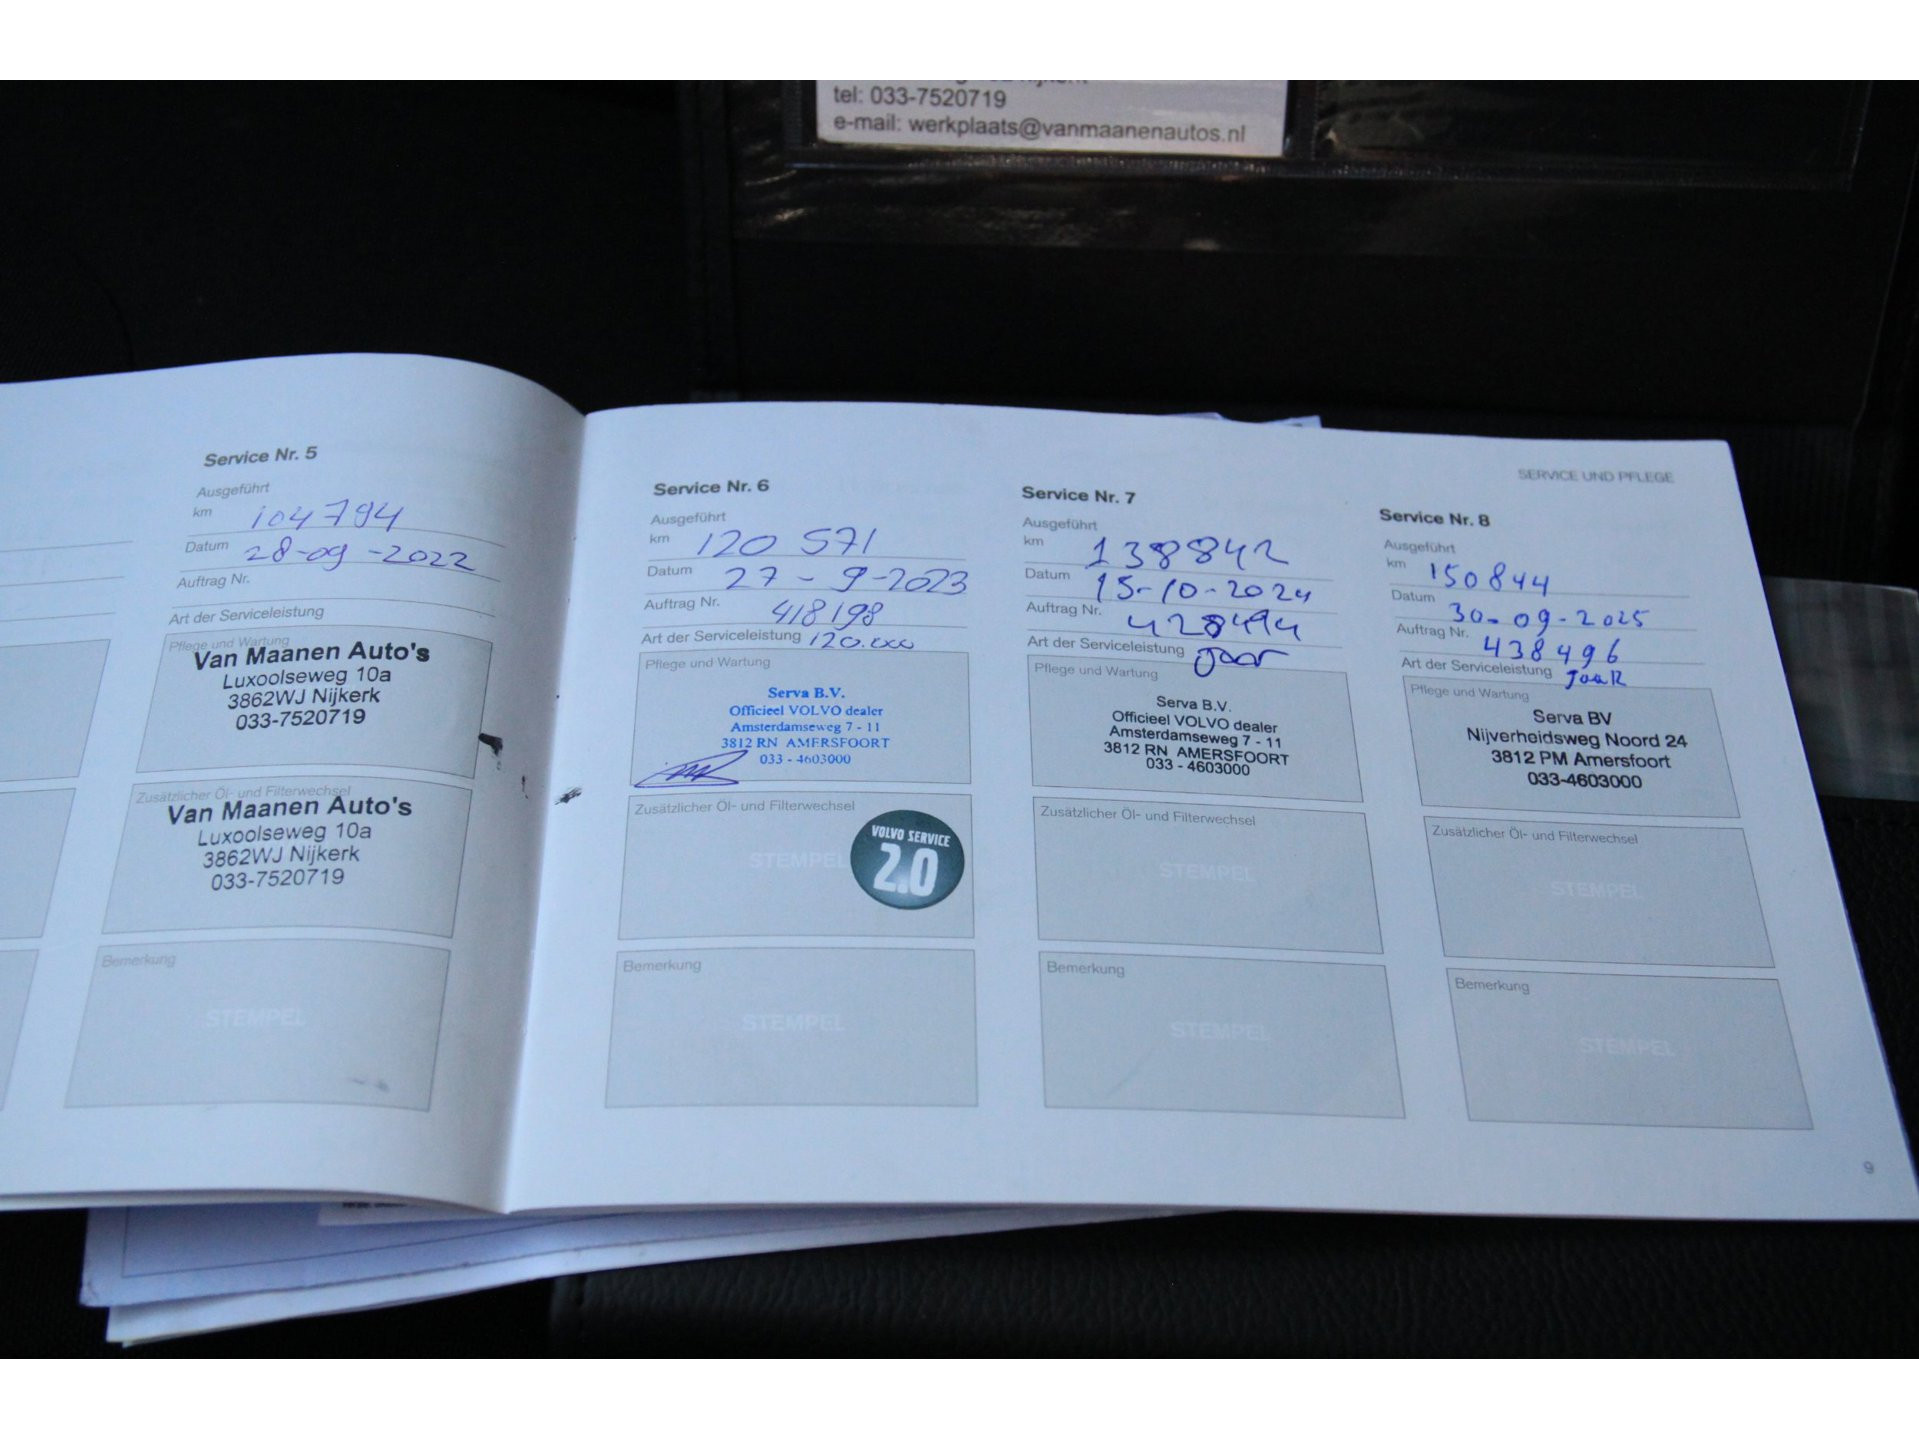 tel: 033-7520719
e-mail: werkplaats@vanmaanenautos.nl
SERVICE UND PFLEGE
Service Nr. 5
Ausgeführt
km 104794
Datum 28-09-2022
Auftrag Nr.
Art der Serviceleistung
Pflege und Wartung
Van Maanen Auto's
Luxoolseweg 10a
3862WJ Nijkerk
033-7520719
Zusätzlicher Öl- und Filterwechsel
Van Maanen Auto's
Luxoolseweg 10a
3862WJ Nijkerk
033-7520719
Bemerkung
STEMPEL
Service Nr. 6
Ausgeführt
km 120 571
Datum 27-9-2023
Auftrag Nr. 418198
Art der Serviceleistung 120.000
Pflege und Wartung
Serva B.V.
Officieel VOLVO dealer
Amsterdamseweg 7 - 11
3812 RN AMERSFOORT
033 - 4603000
Zusätzlicher Öl- und Filterwechsel
STEMPEL
VOLVO SERVICE
2.0
Bemerkung
STEMPEL
Service Nr. 7
Ausgeführt
km 138842
Datum 15-10-2024
Auftrag Nr. 428494
Art der Serviceleistung jaar
Pflege und Wartung
Serva B.V.
Officieel VOLVO dealer
Amsterdamseweg 7 - 11
3812 RN AMERSFOORT
033 - 4603000
Zusätzlicher Öl- und Filterwechsel
STEMPEL
Bemerkung
STEMPEL
Service Nr. 8
Ausgeführt
km 150844
Datum 30-09-2025
Auftrag Nr. 438496
Art der Serviceleistung Jaar
Pflege und Wartung
Serva BV
Nijverheidsweg Noord 24
3812 PM Amersfoort
033-4603000
Zusätzlicher Öl- und Filterwechsel
STEMPEL
Bemerkung
STEMPEL
9